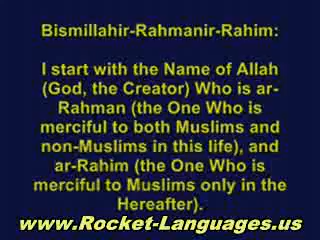 Bismillahir-Rahmanir-Rahim:
I start with the Name of Allah
(God, the Creator) Who is ar-
Rahman (the One Who is
merciful to both Muslims and
non-Muslims in this life), and
ar-Rahim (the One Who is
merciful to Muslims only in the
Hereafter).
www.Rocket-Languages.us